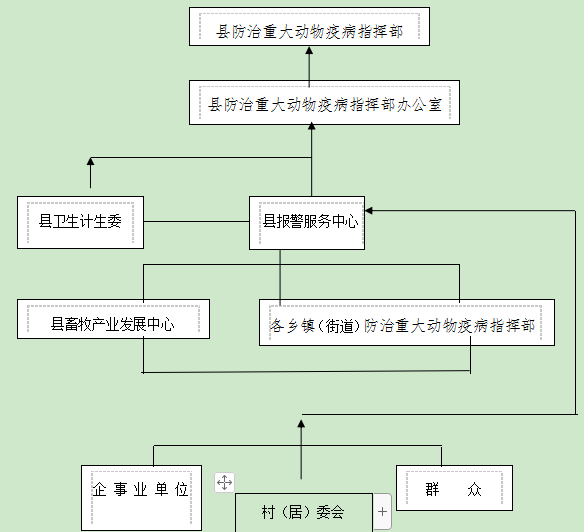 县防治重大动物疫病指挥部
县防治重大动物疫病指挥部办公室
县卫生计生委
县报警服务中心
县畜牧产业发展中心
各乡镇（街道）防治重大动物疫病指挥部
企 事 业 单 位
村（居）委会
群 众